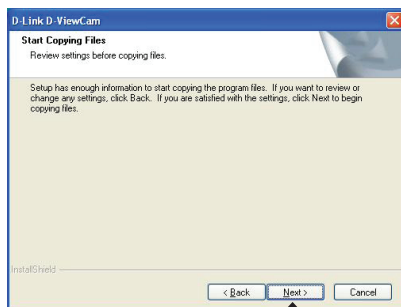 D-Link D-ViewCam
Start Copying Files
Review settings before copying files.
Setup has enough information to start copying the program files. If you want to review or
change any settings, click Back. If you are satisfied with the settings, click Next to begin
copying files.
InstallShield
< Back Next > Cancel